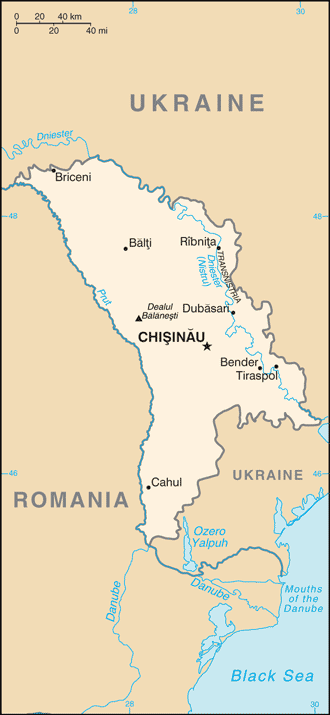 28
30
0 20 40 km
0 20 40 mi
UKRAINE
Dniester
Briceni
48
48
Bălţi
Rîbniţa
TRANSNISTRIA
Dniester
(Nistru)
Prut
Dealul
Bălăneşti
Dubăsari
CHIŞINĂU
Bender
Tiraspol
46
46
Cahul
UKRAINE
ROMANIA
Ozero
Yalpuh
Danube
Danube
Mouths
of the
Danube
Black Sea
28
30